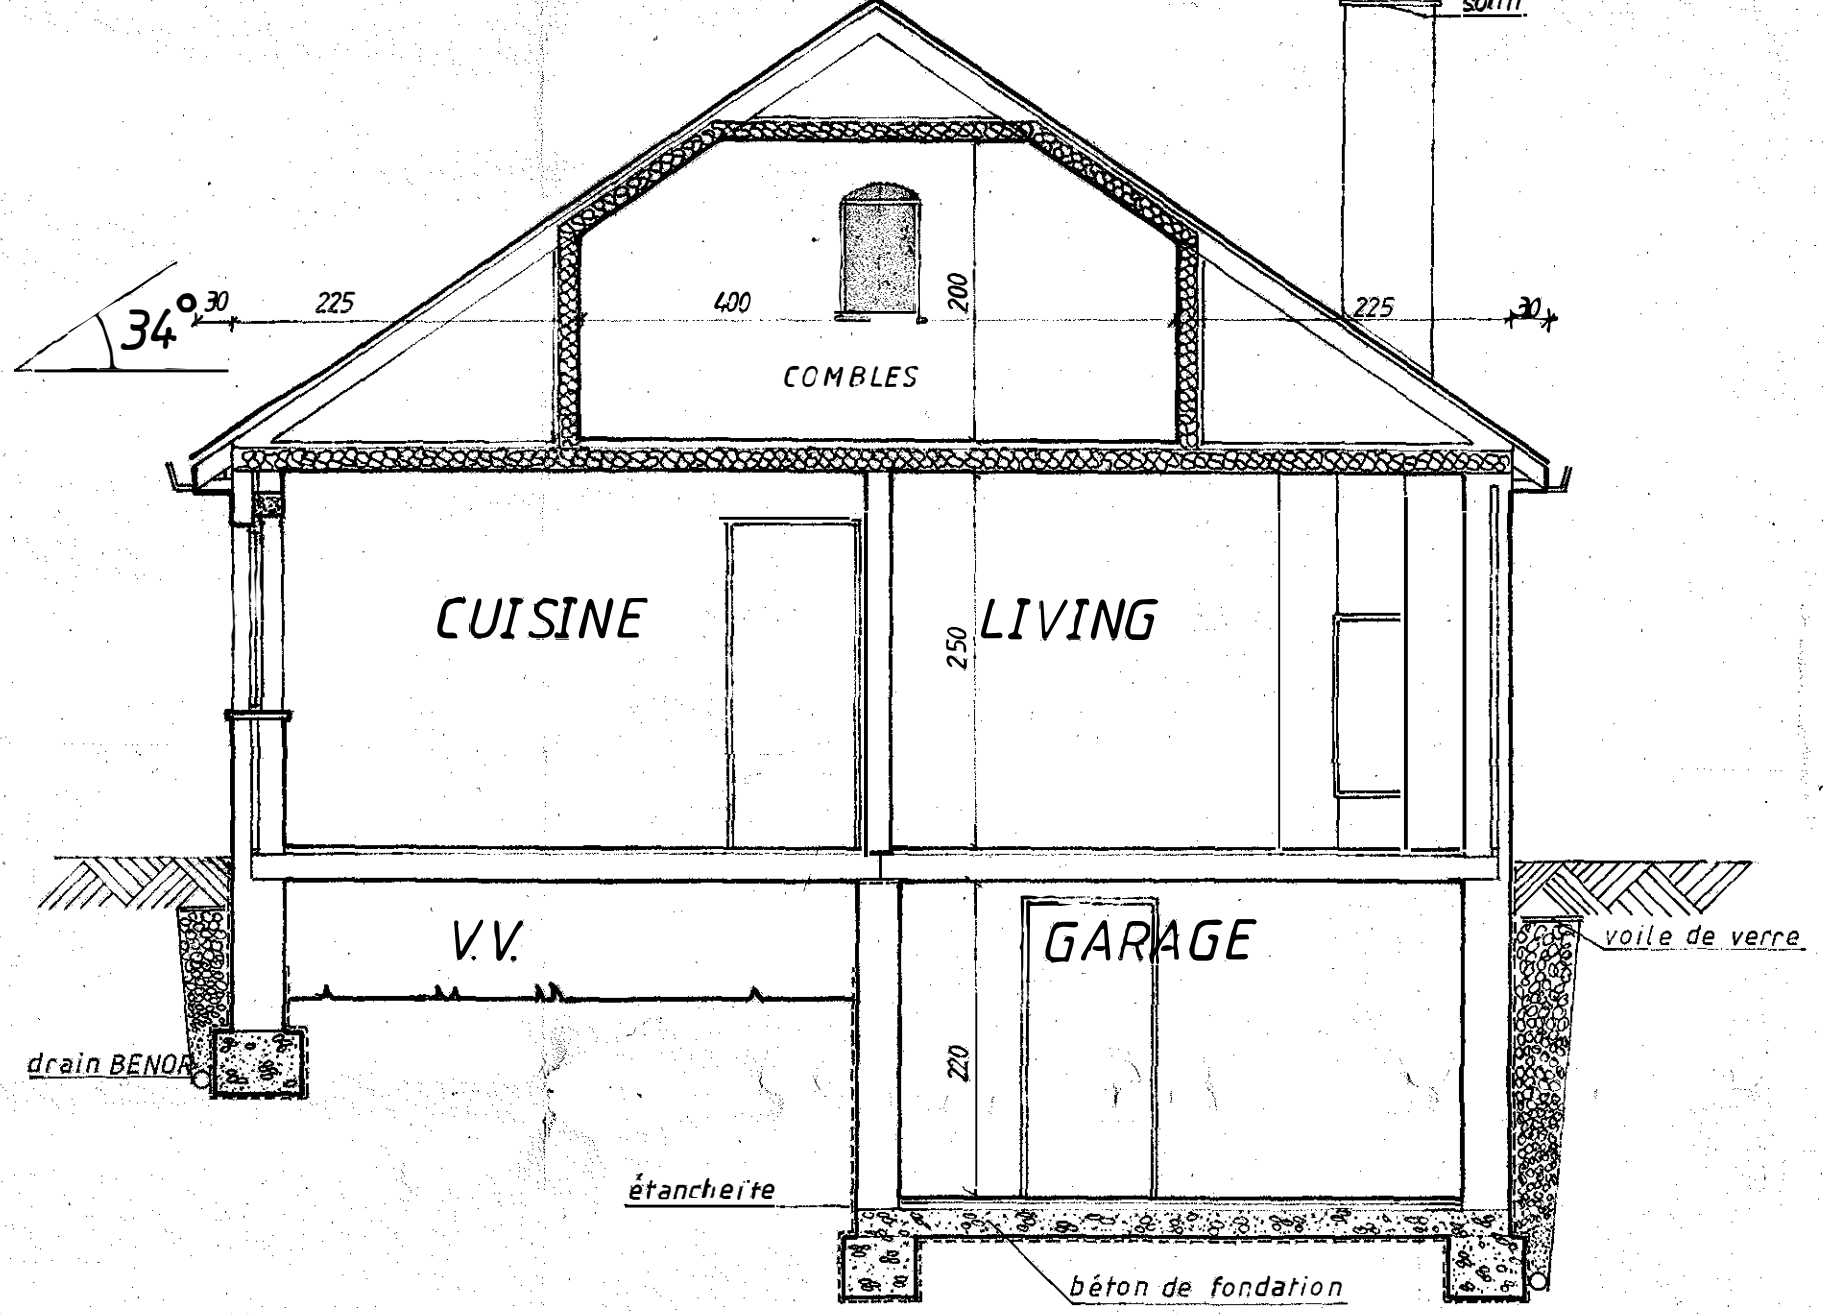 solin
34°
30
225
400
200
225
30
COMBLES
CUISINE
250
LIVING
V.V.
GARAGE
voile de verre
drain BENOR
220
étancheïte
béton de fondation